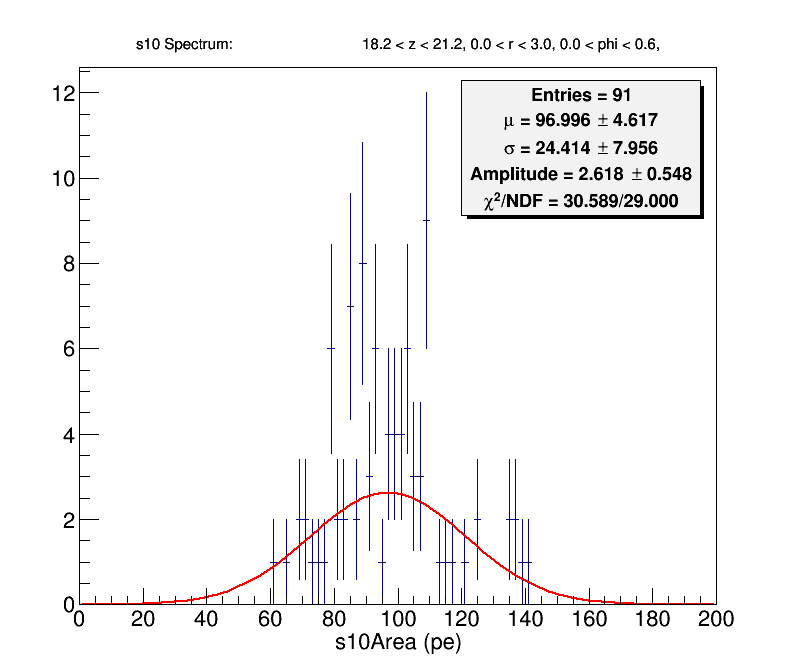 s10 Spectrum: 18.2 < z < 21.2, 0.0 < r < 3.0, 0.0 < phi < 0.6,
Entries = 91
μ = 96.996 ± 4.617
σ = 24.414 ± 7.956
Amplitude = 2.618 ± 0.548
χ²/NDF = 30.589/29.000
12
10
8
6
4
2
0
0 20 40 60 80 100 120 140 160 180 200
s10Area (pe)